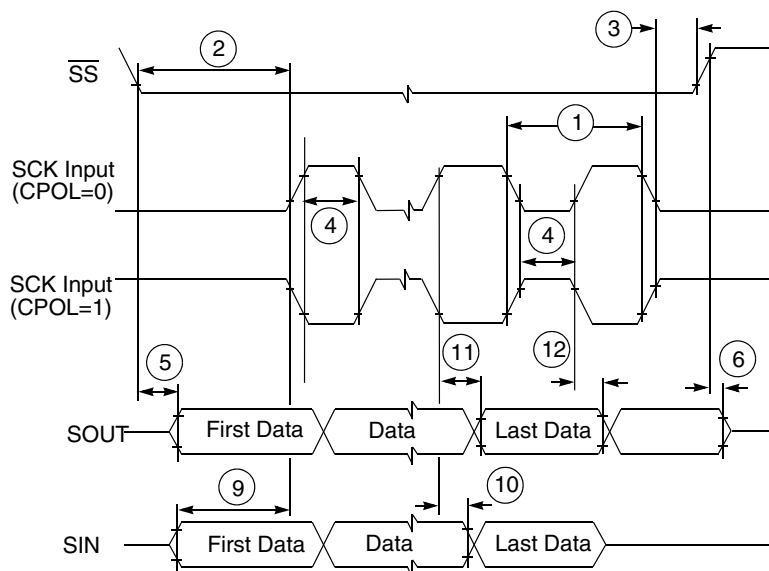 3
2
SS
1
SCK Input
(CPOL=0)
4
4
SCK Input
(CPOL=1)
11
12
5
6
SOUT
First Data
Data
Last Data
9
10
SIN
First Data
Data
Last Data